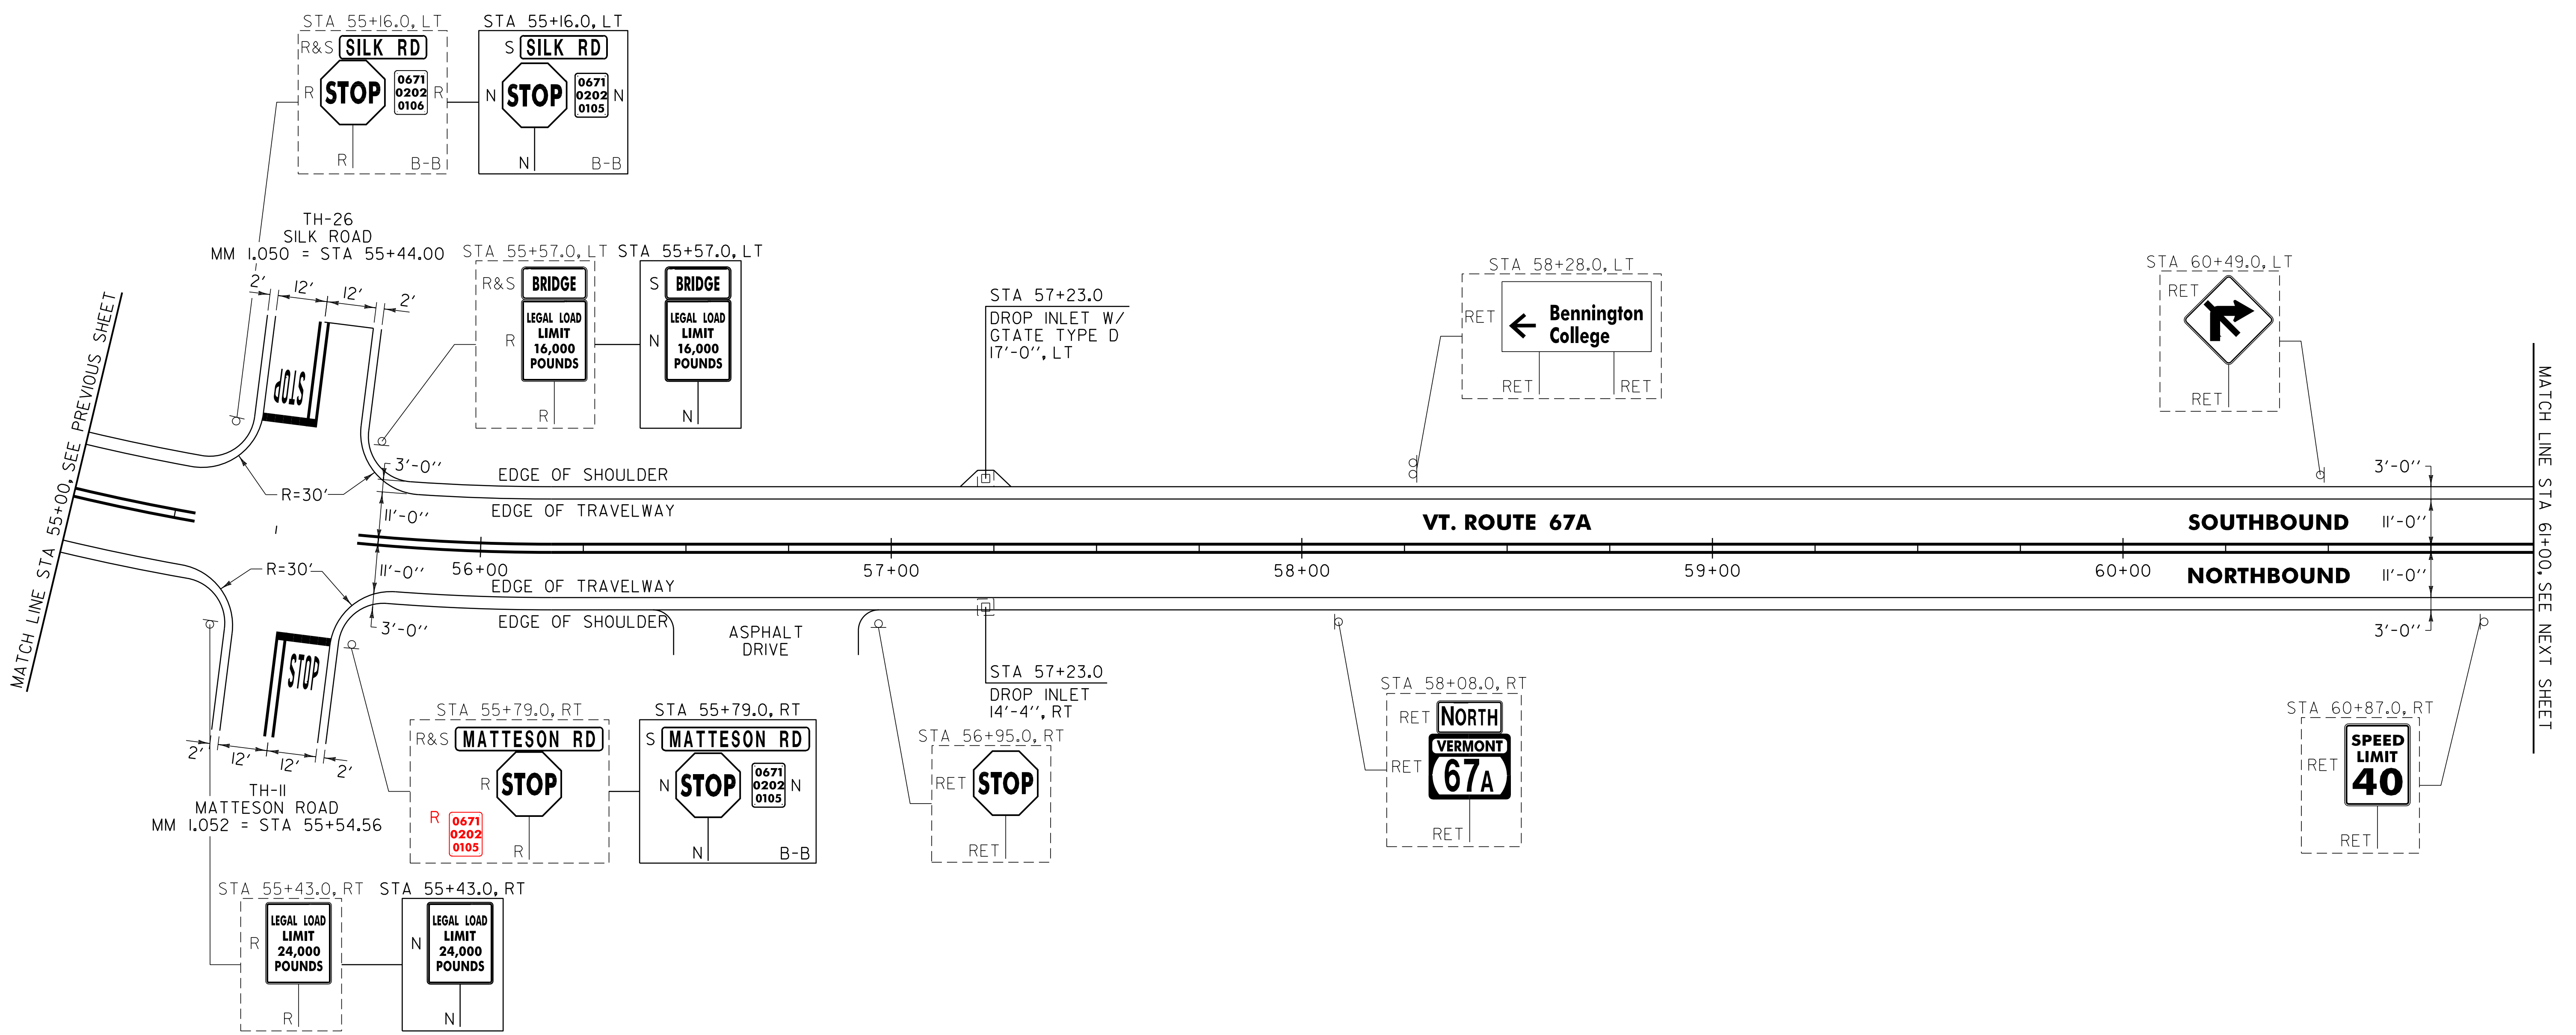 STA 55+16.0, LT
R&S SILK RD
R STOP 0671 0202 0106 R
R B-B
STA 55+16.0, LT
S SILK RD
N STOP 0671 0202 0105 N
N B-B
TH-26
SILK ROAD
MM 1.050 = STA 55+44.00
2' 12' 12' 2'
STA 55+57.0, LT
R&S BRIDGE
R LEGAL LOAD
LIMIT
16,000
POUNDS
R
STA 55+57.0, LT
S BRIDGE
N LEGAL LOAD
LIMIT
16,000
POUNDS
N
STA 57+23.0
DROP INLET W/
GTATE TYPE D
17'-0'', LT
STA 58+28.0, LT
RET ← Bennington
College
RET RET
STA 60+49.0, LT
RET
RET
MATCH LINE STA 55+00, SEE PREVIOUS SHEET
STOP
R=30'
3'-0''
11'-0''
EDGE OF SHOULDER
EDGE OF TRAVELWAY
VT. ROUTE 67A
SOUTHBOUND
3'-0''
11'-0''
MATCH LINE STA 61+00, SEE NEXT SHEET
56+00 57+00 58+00 59+00 60+00
NORTHBOUND
11'-0''
3'-0''
R=30'
11'-0''
3'-0''
EDGE OF TRAVELWAY
EDGE OF SHOULDER
ASPHALT
DRIVE
STOP
2' 12' 12' 2'
TH-11
MATTESON ROAD
MM 1.052 = STA 55+54.56
STA 55+79.0, RT
R&S MATTESON RD
R STOP
R 0671
0202
0105
R
STA 55+79.0, RT
S MATTESON RD
N STOP 0671 0202 0105 N
N B-B
STA 57+23.0
DROP INLET
14'-4'', RT
STA 56+95.0, RT
RET STOP
RET
STA 58+08.0, RT
RET NORTH
VERMONT
RET 67A
RET
STA 60+87.0, RT
SPEED
RET LIMIT
40
RET
STA 55+43.0, RT
LEGAL LOAD
R LIMIT
24,000
POUNDS
R
STA 55+43.0, RT
LEGAL LOAD
N LIMIT
24,000
POUNDS
N